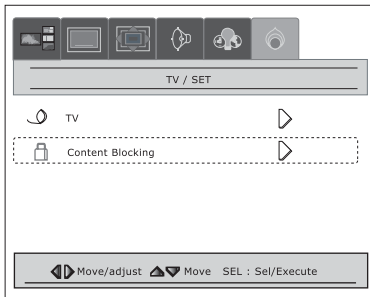 TV / SET
TV
Content Blocking
Move/adjust Move SEL : Sel/Execute